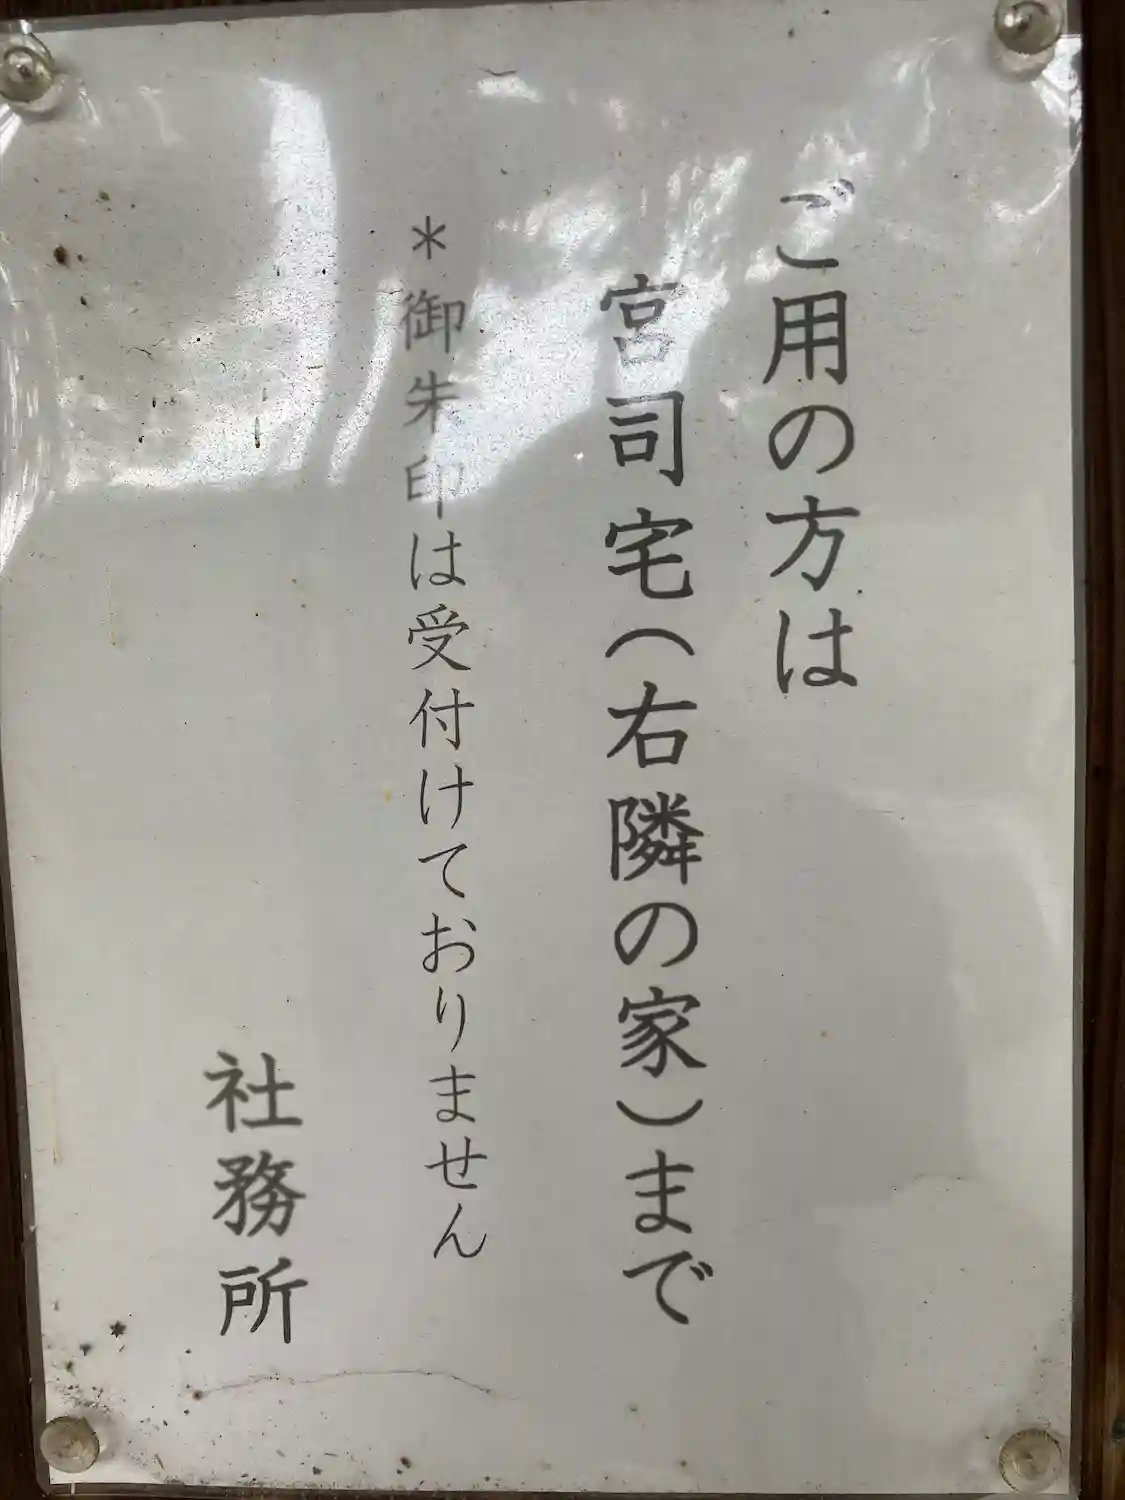 ご用の方は
宮司宅(右隣の家)まで
*御朱印は受付けておりません
社務所